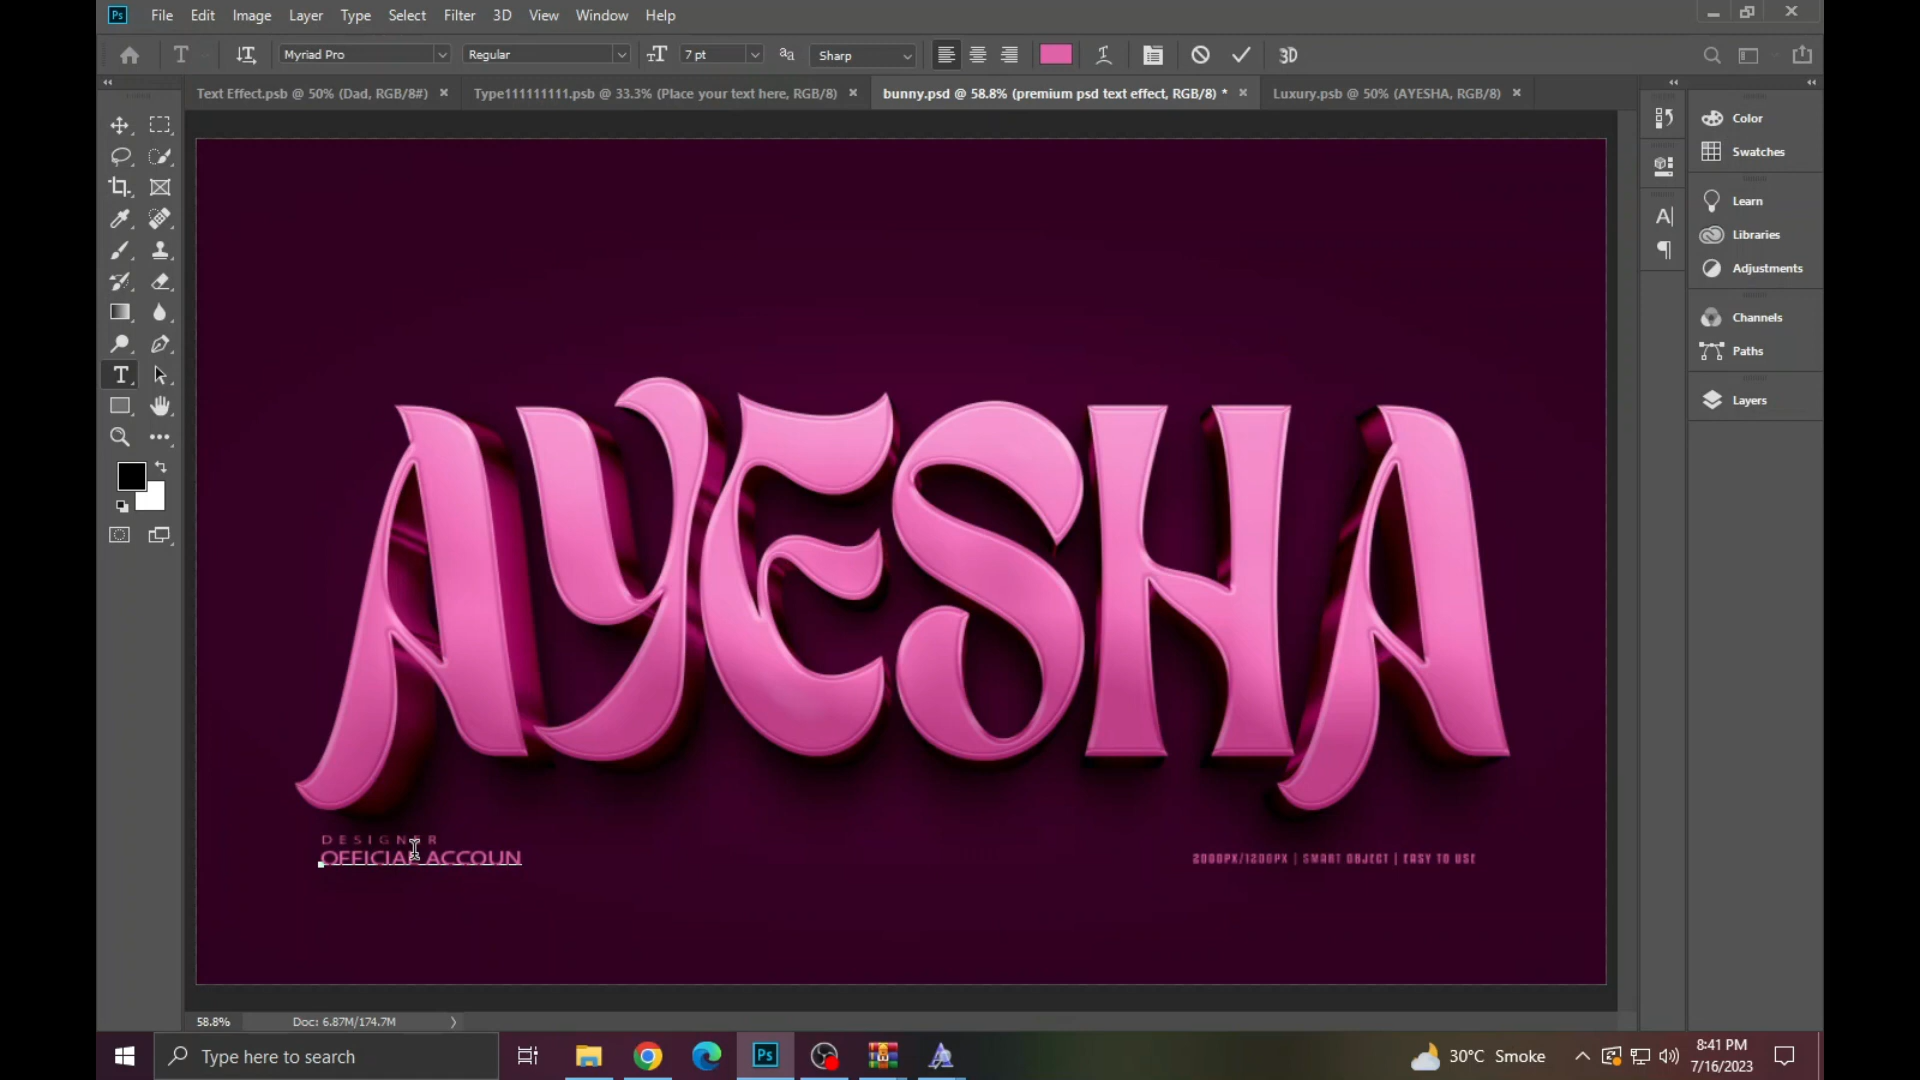 Ps File Edit Image Layer Type Select Filter 3D View Window Help
T Myriad Pro Regular 7 pt aa Sharp 3D
Text Effect.psb @ 50% (Dad, RGB/8#) × Type111111111.psb @ 33.3% (Place your text here, RGB/8) × bunny.psd @ 58.8% (premium psd text effect, RGB/8) * × Luxury.psb @ 50% (AYESHA, RGB/8) ×
Color
Swatches
Learn
Libraries
Adjustments
Channels
Paths
Layers
AYESHA
DESIGNER
OFFICIAL ACCOUN
2000PX/1200PX | SMART OBJECT | EASY TO USE
58.8% Doc: 6.87M/174.7M
Type here to search
Ps
30°C Smoke
8:41 PM
7/16/2023